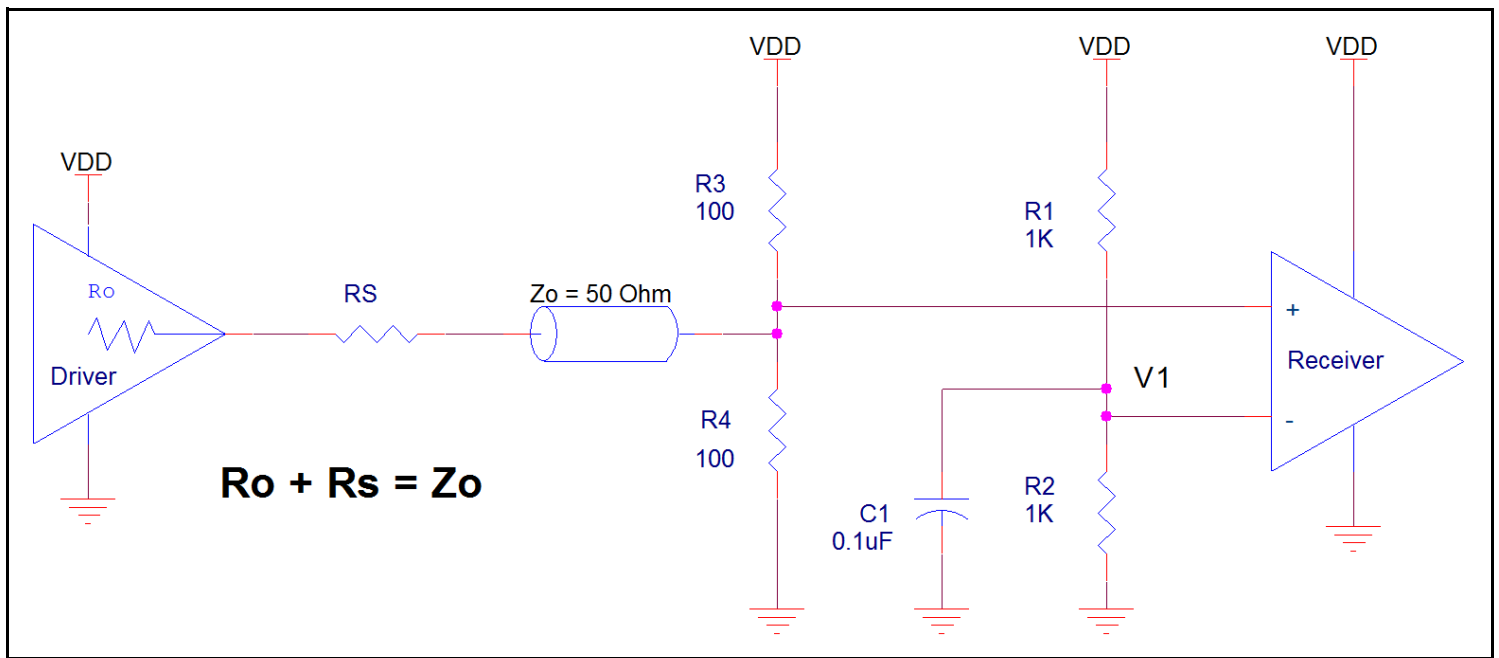 VDD
VDD
VDD
VDD
R3
100
R1
1K
Ro
RS
Zo = 50 Ohm
+
Driver
Receiver
V1
R4
100
-
Ro + Rs = Zo
R2
1K
C1
0.1uF